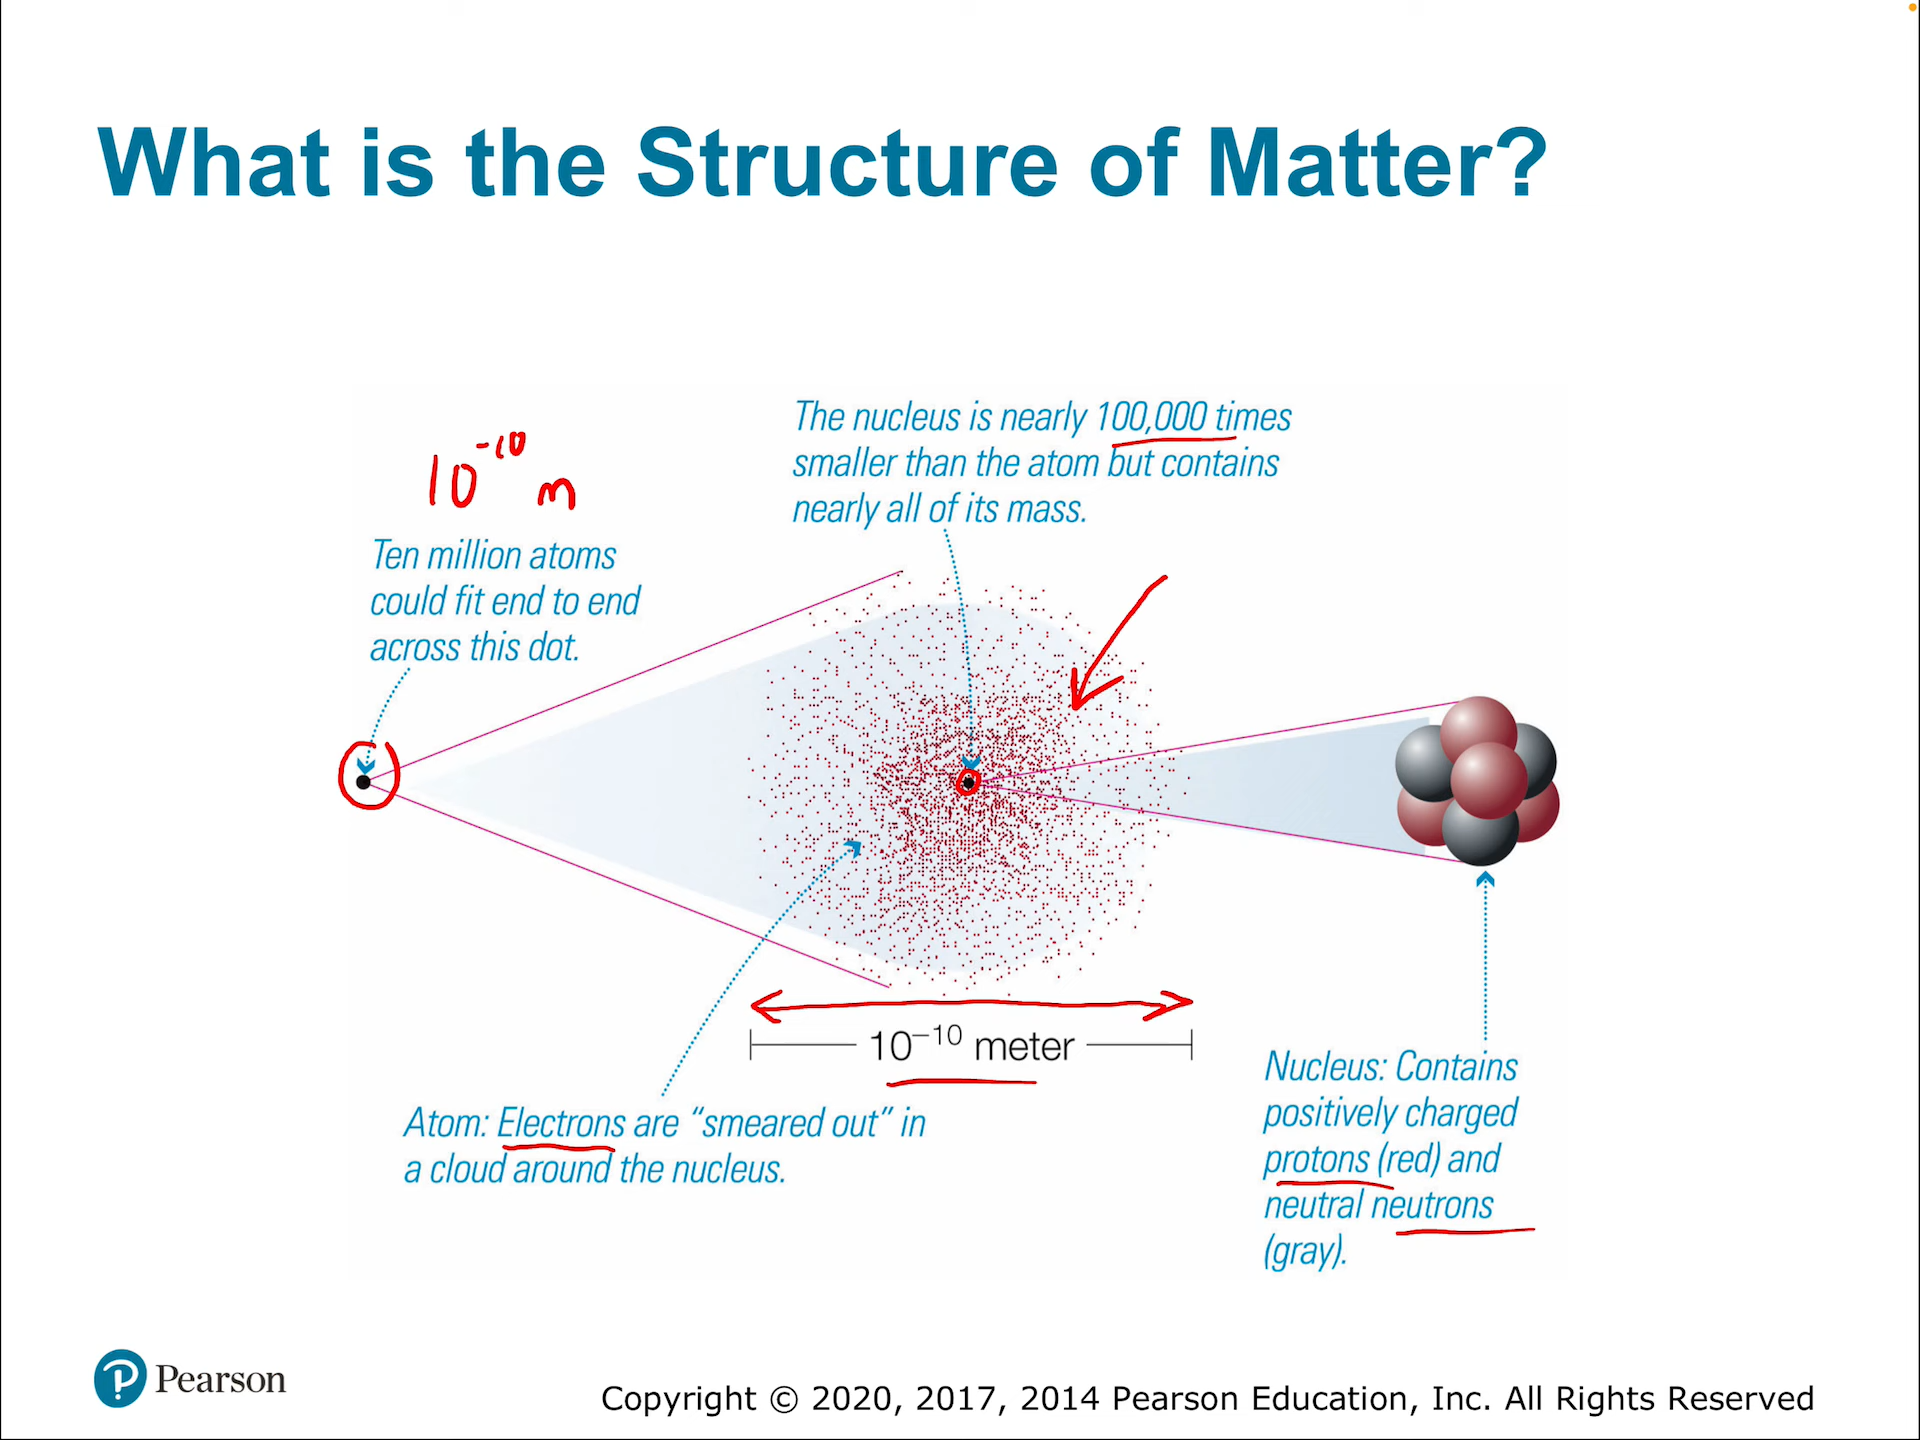 What is the Structure of Matter?
The nucleus is nearly 100,000 times
smaller than the atom but contains
nearly all of its mass.
10⁻¹⁰ m
Ten million atoms
could fit end to end
across this dot.
10⁻¹⁰ meter
Atom: Electrons are “smeared out” in
a cloud around the nucleus.
Nucleus: Contains
positively charged
protons (red) and
neutral neutrons
(gray).
Pearson
Copyright © 2020, 2017, 2014 Pearson Education, Inc. All Rights Reserved